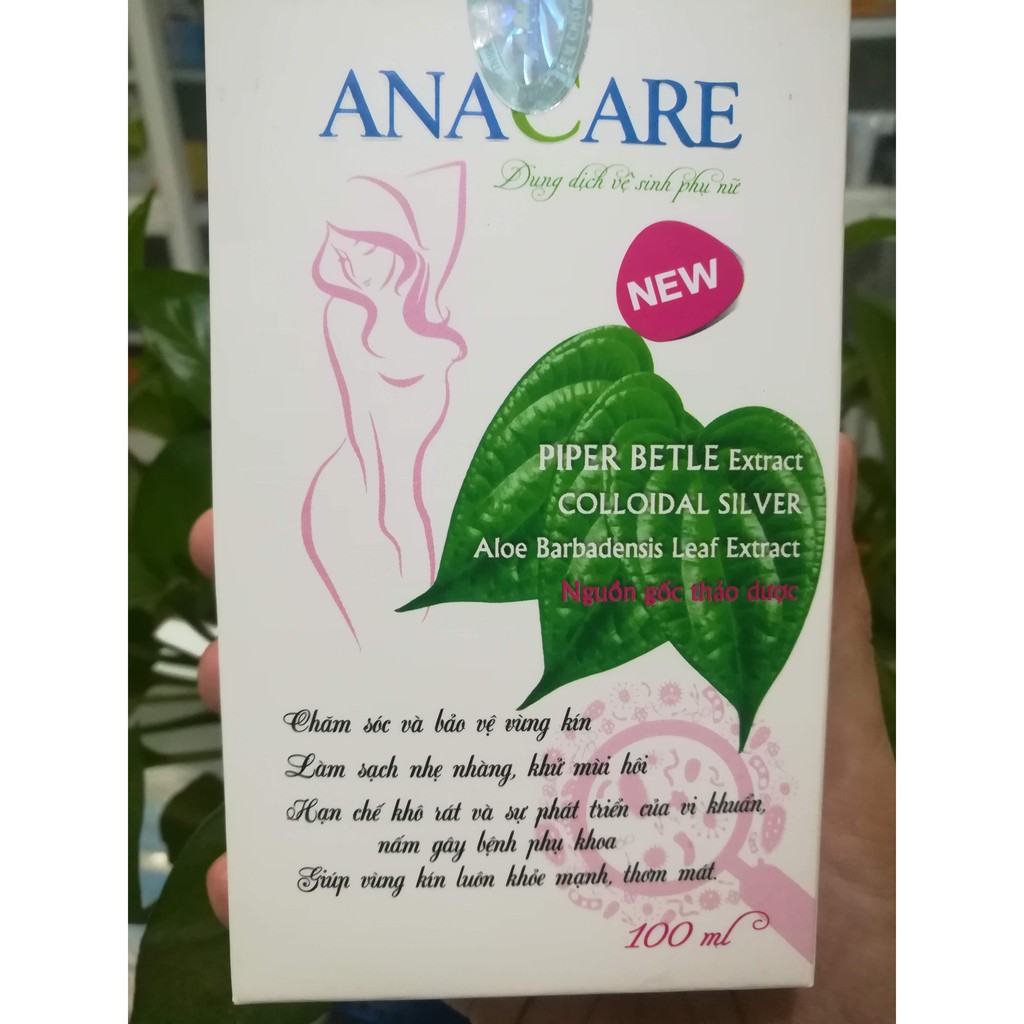 ANACARE
Dung dịch vệ sinh phụ nữ
NEW
PIPER BETLE Extract
COLLOIDAL SILVER
Aloe Barbadensis Leaf Extract
Nguồn gốc thảo dược
Chăm sóc và bảo vệ vùng kín
Làm sạch nhẹ nhàng, khử mùi hôi
Hạn chế khô rát và sự phát triển của vi khuẩn,
nấm gây bệnh phụ khoa
Giúp vùng kín luôn khỏe mạnh, thơm mát.
100 ml